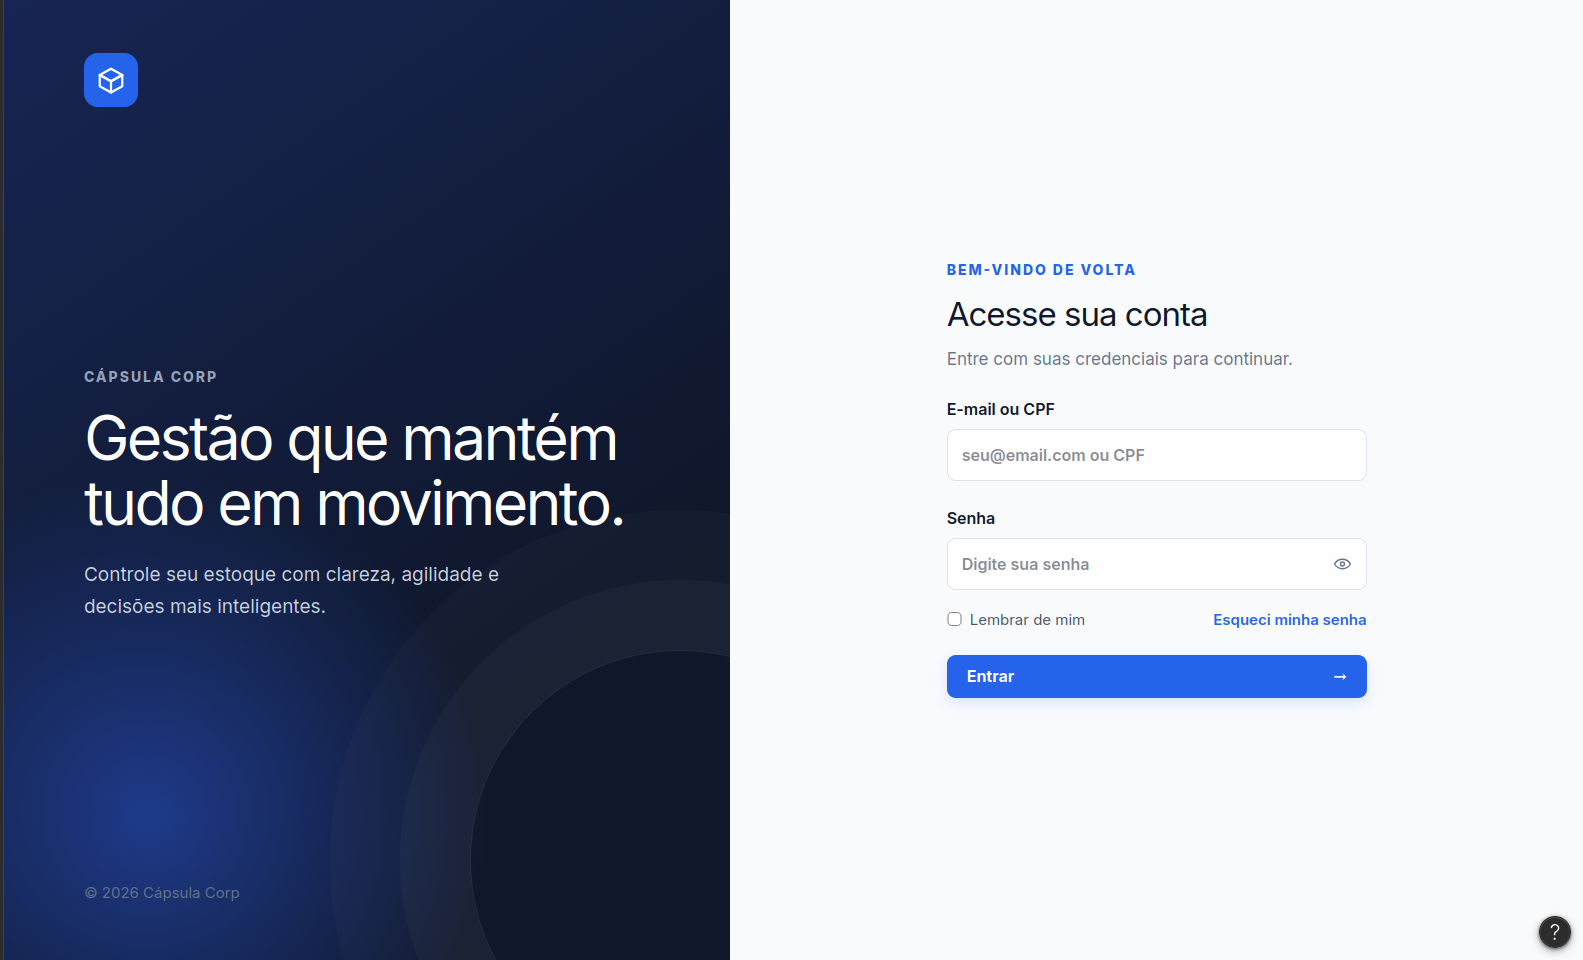 CÁPSULA CORP
Gestão que mantém
tudo em movimento.
Controle seu estoque com clareza, agilidade e
decisões mais inteligentes.
© 2026 Cápsula Corp
BEM-VINDO DE VOLTA
Acesse sua conta
Entre com suas credenciais para continuar.
E-mail ou CPF
seu@email.com ou CPF
Senha
Digite sua senha
Lembrar de mim
Esqueci minha senha
Entrar →
?